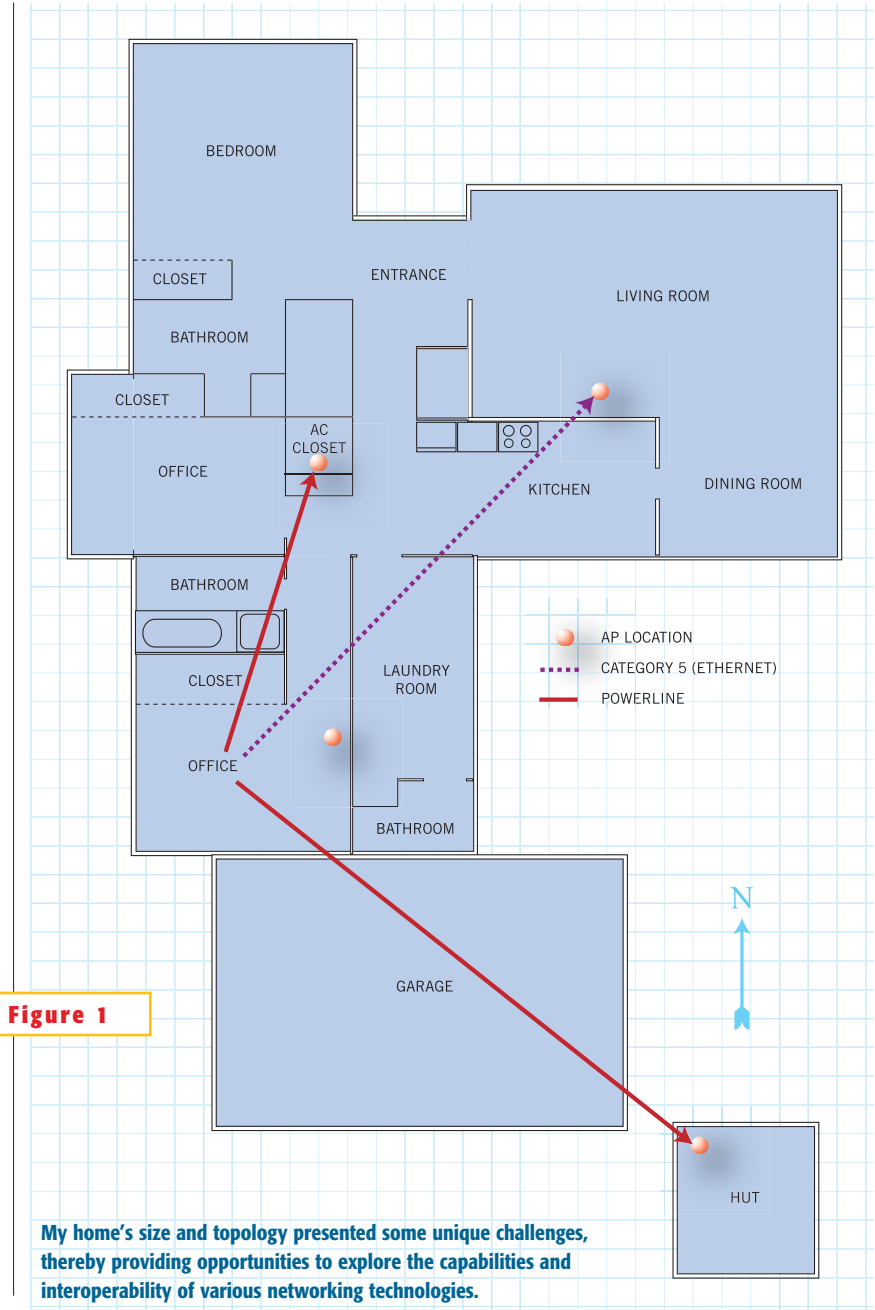 BEDROOM
CLOSET
ENTRANCE
LIVING ROOM
BATHROOM
CLOSET
AC
CLOSET
OFFICE
KITCHEN
DINING ROOM
BATHROOM
AP LOCATION
CATEGORY 5 (ETHERNET)
POWERLINE
CLOSET
LAUNDRY
ROOM
OFFICE
BATHROOM
N
GARAGE
Figure 1
HUT
My home's size and topology presented some unique challenges,
thereby providing opportunities to explore the capabilities and
interoperability of various networking technologies.